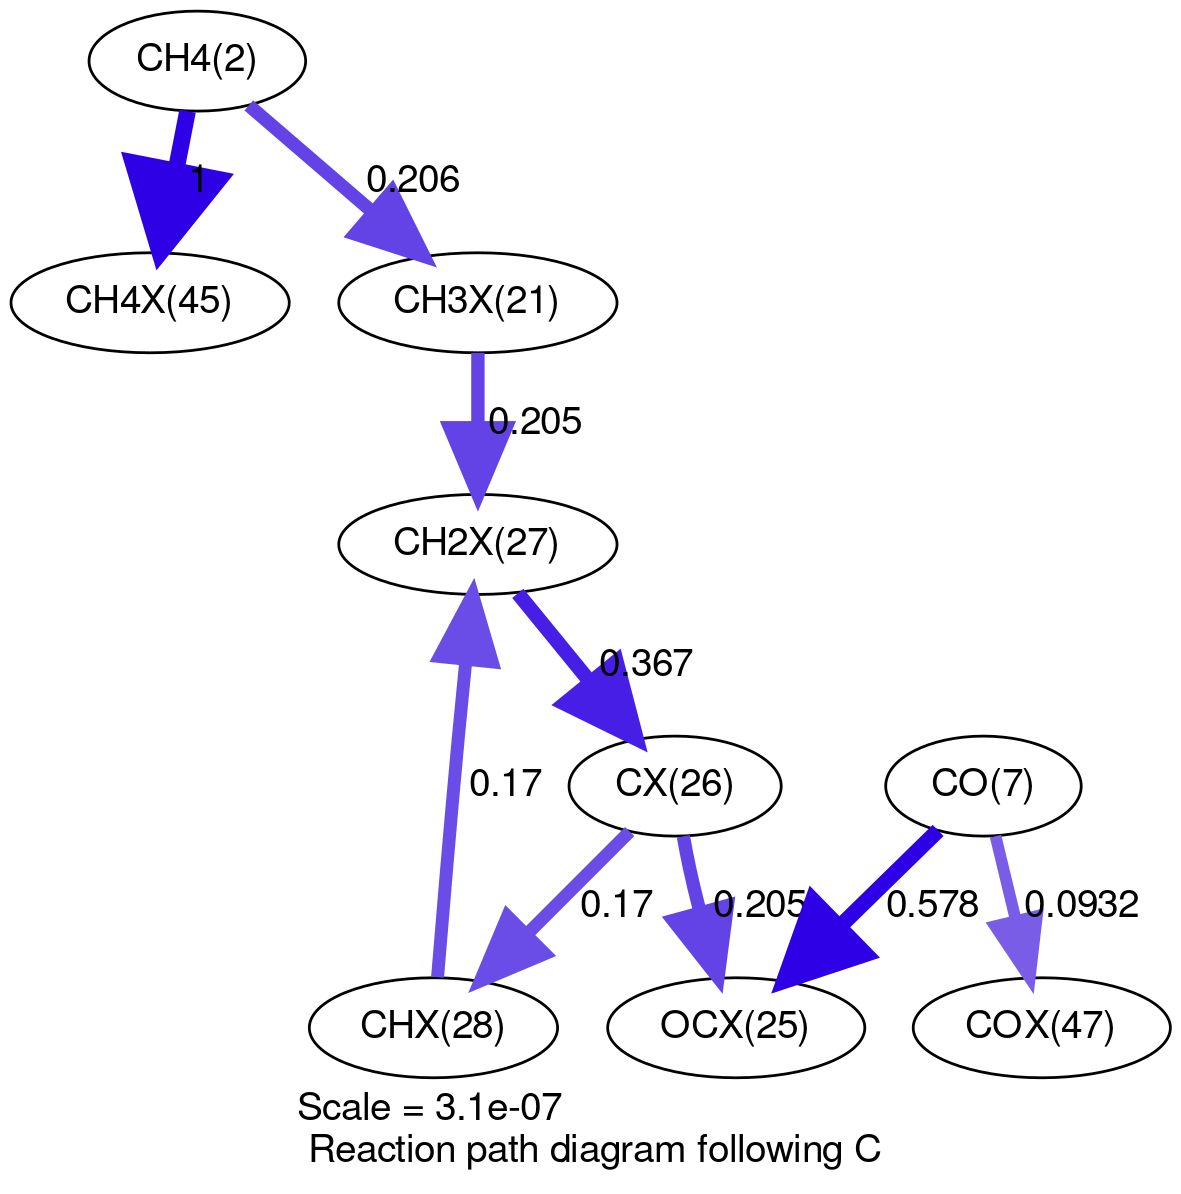 CH4(2)
1
0.206
CH4X(45)
CH3X(21)
0.205
CH2X(27)
0.367
0.17
CX(26)
CO(7)
0.17
0.205
0.578
0.0932
CHX(28)
OCX(25)
COX(47)
Scale = 3.1e-07
Reaction path diagram following C